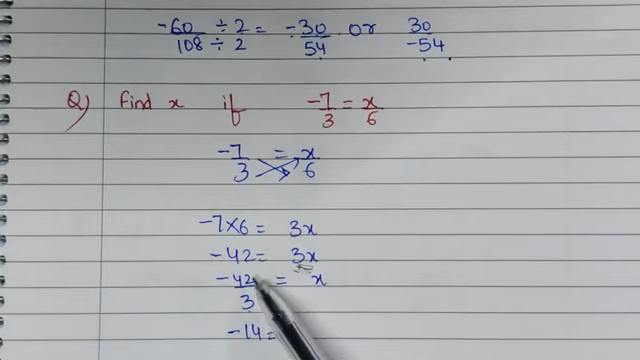 -60 ÷ 2 / 108 ÷ 2 = -30/54 or 30/-54
Q) Find x if -7/3 = x/6
-7/3 = x/6
-7×6 = 3x
-42 = 3x
-42/3 = x
-14 =